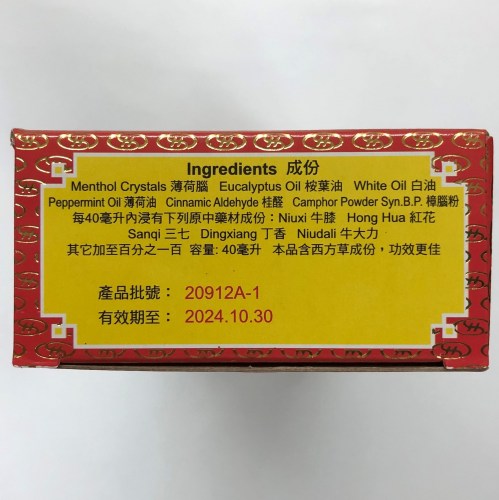 Ingredients 成份
Menthol Crystals 薄荷腦 Eucalyptus Oil 桉葉油 White Oil 白油
Peppermint Oil 薄荷油 Cinnamic Aldehyde 桂醛 Camphor Powder Syn.B.P. 樟腦粉
每40毫升內浸有下列原中藥材成份：Niuxi 牛膝 Hong Hua 紅花
Sanqi 三七 Dingxiang 丁香 Niudali 牛大力
其它加至百分之一百 容量: 40毫升 本品含西方草成份，功效更佳
產品批號： 20912A-1
有效期至： 2024.10.30